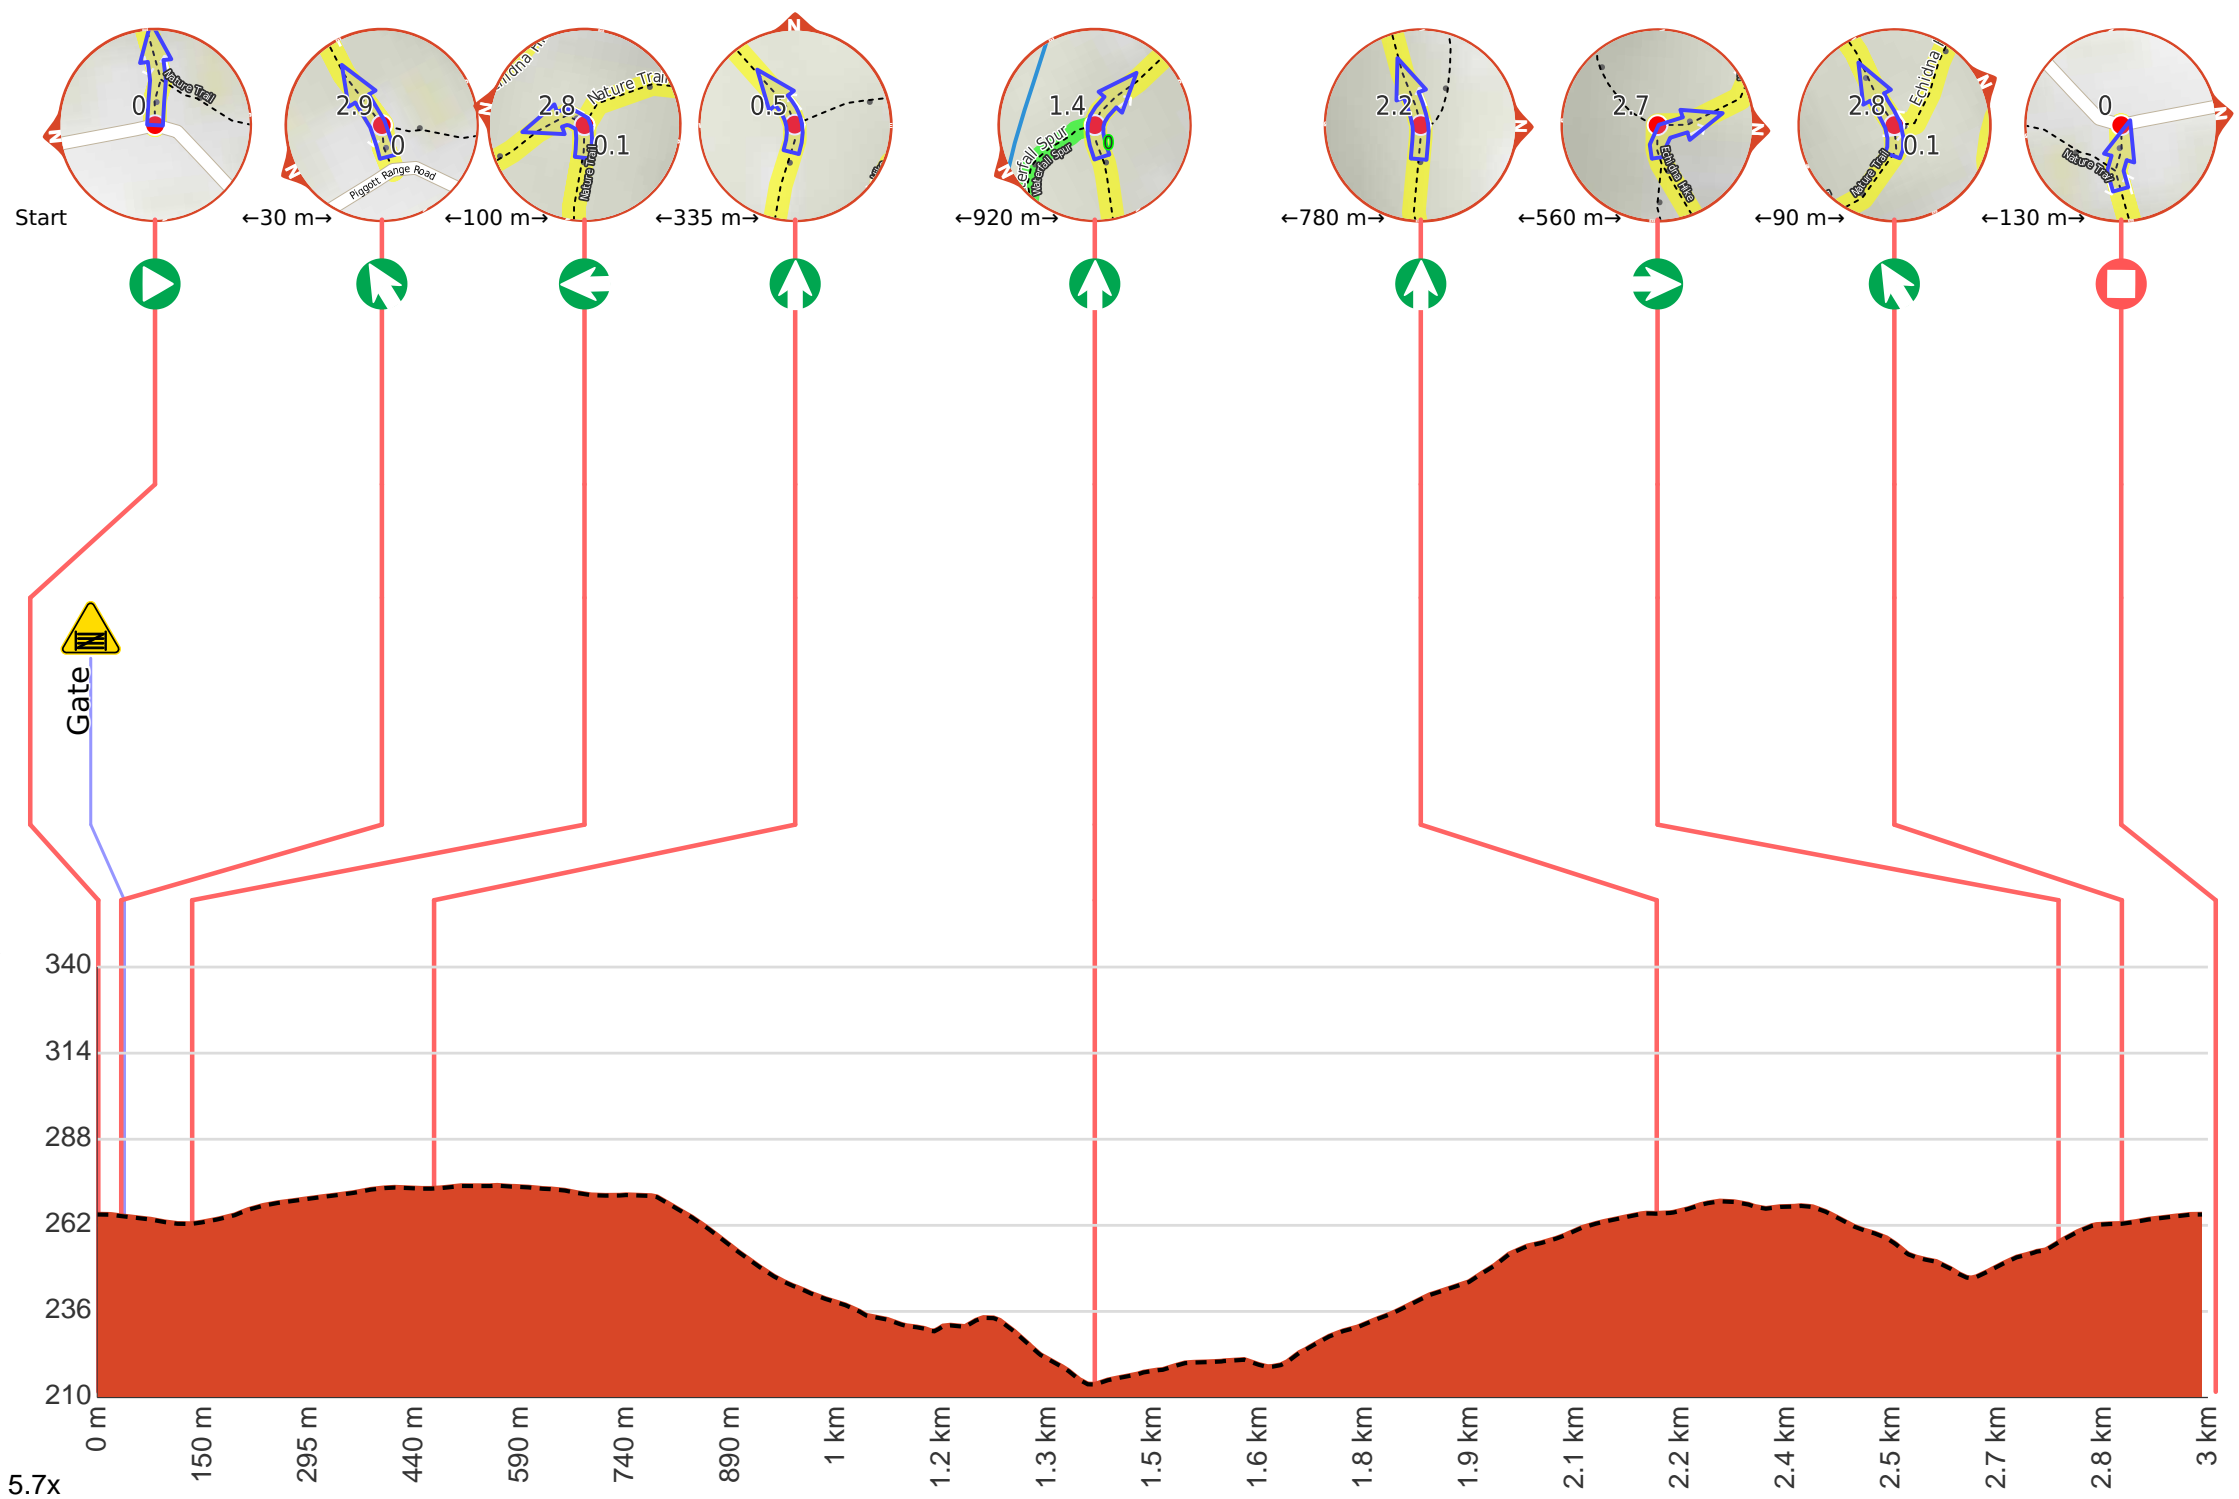 N
0
Nature Trail
N
2.9
0
Piggott Range Road
N
2.8
0.1
Nature Trail
Nature Trail
N
0.5
N
1.4
0
erfall Spur
Waterfall Spur
N
2.2
N
2.7
Echidna Hike
N
2.8
0.1
Echidna
Nature Trail
N
0
Nature Trail
Start
←30 m→
←100 m→
←335 m→
←920 m→
←780 m→
←560 m→
←90 m→
←130 m→
Gate
340
314
288
262
236
210
0 m
150 m
295 m
440 m
590 m
740 m
890 m
1 km
1.2 km
1.3 km
1.5 km
1.6 km
1.8 km
1.9 km
2.1 km
2.2 km
2.4 km
2.5 km
2.7 km
2.8 km
3 km
5.7x